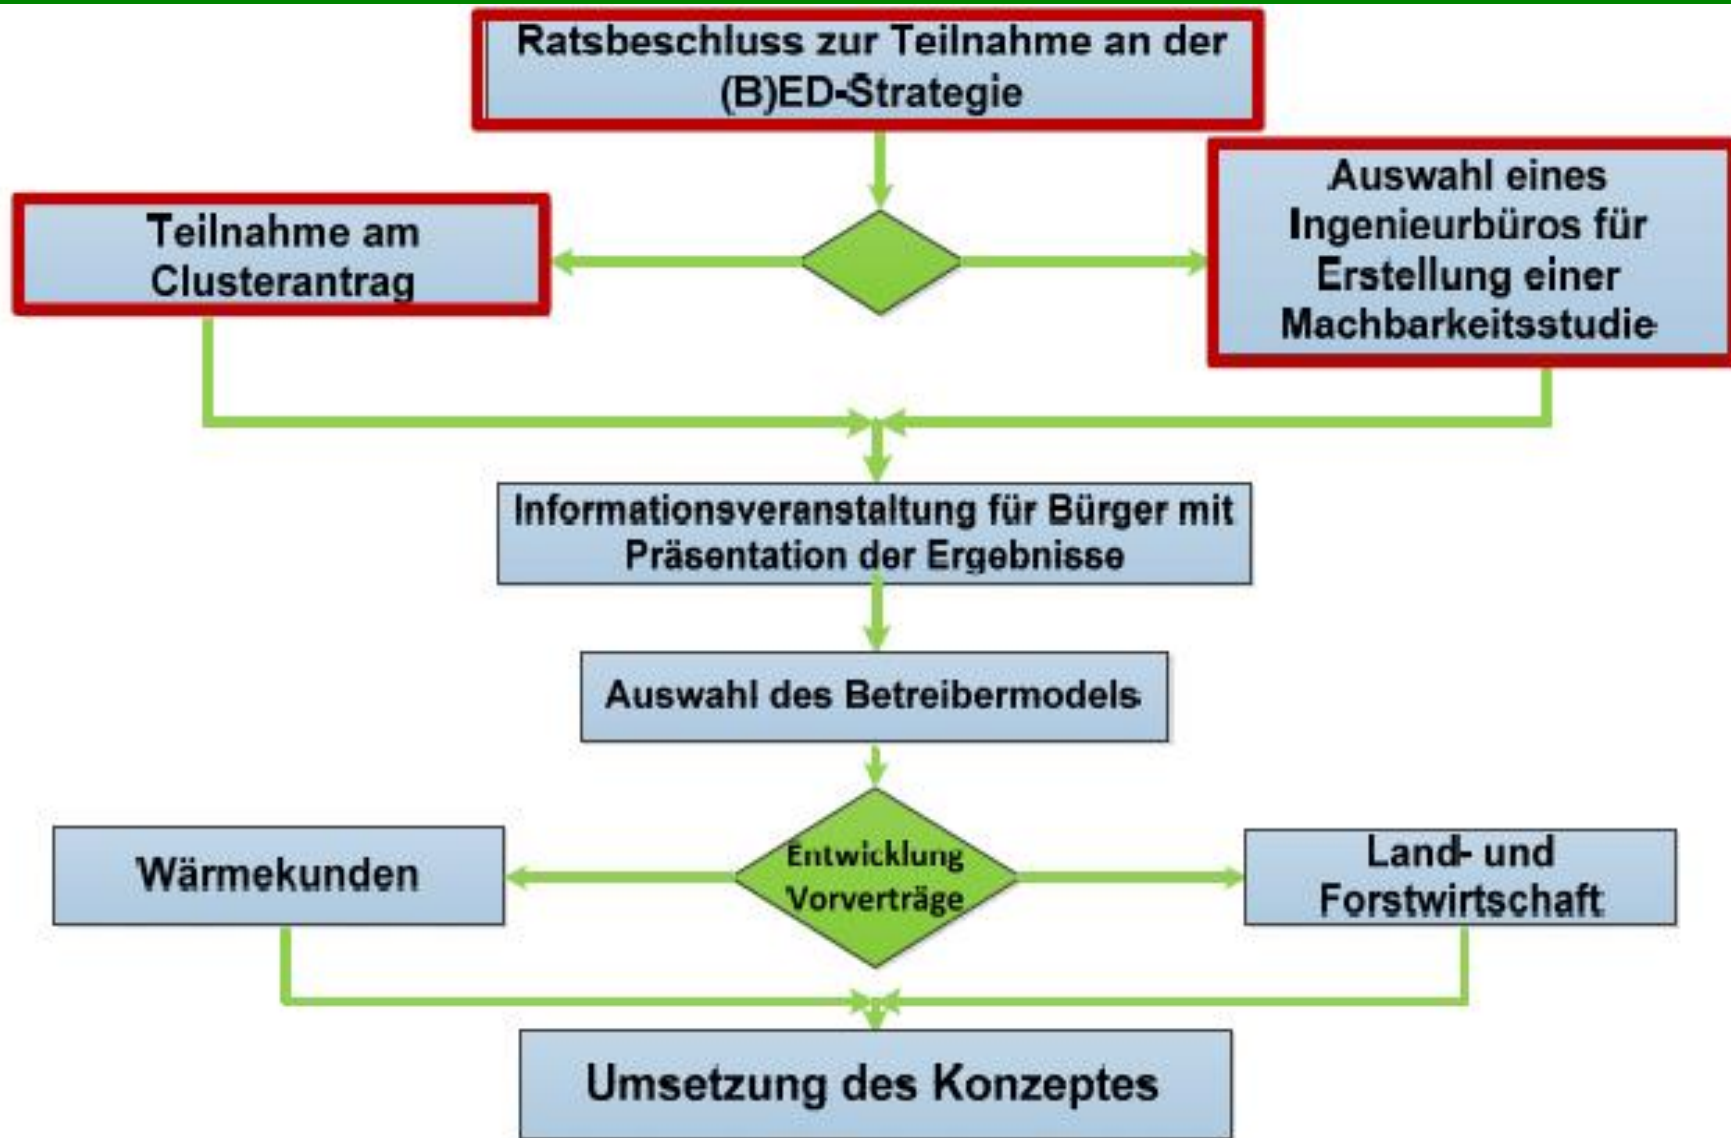 Ratsbeschluss zur Teilnahme an der
(B)ED-Strategie
Teilnahme am
Clusterantrag
Auswahl eines
Ingenieurbüros für
Erstellung einer
Machbarkeitsstudie
Informationsveranstaltung für Bürger mit
Präsentation der Ergebnisse
Auswahl des Betreibermodels
Entwicklung
Vorverträge
Wärmekunden
Land- und
Forstwirtschaft
Umsetzung des Konzeptes